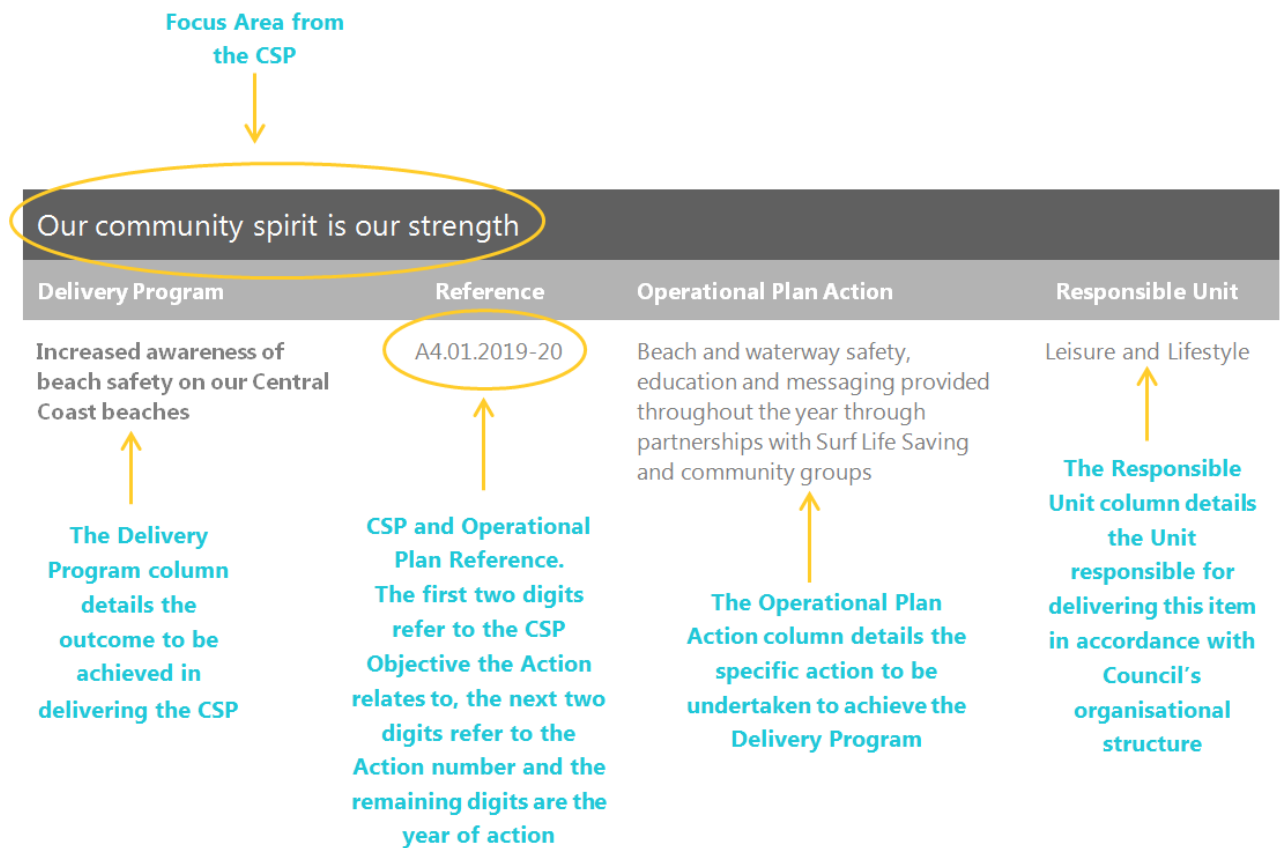 Focus Area from
the CSP
Our community spirit is our strength
Delivery Program
Reference
Operational Plan Action
Responsible Unit
Increased awareness of
beach safety on our Central
Coast beaches
A4.01.2019-20
Beach and waterway safety,
education and messaging provided
throughout the year through
partnerships with Surf Life Saving
and community groups
Leisure and Lifestyle
The Delivery
Program column
details the
outcome to be
achieved in
delivering the CSP
CSP and Operational
Plan Reference.
The first two digits
refer to the CSP
Objective the Action
relates to, the next two
digits refer to the
Action number and the
remaining digits are the
year of action
The Operational Plan
Action column details the
specific action to be
undertaken to achieve the
Delivery Program
The Responsible
Unit column details
the Unit
responsible for
delivering this item
in accordance with
Council's
organisational
structure